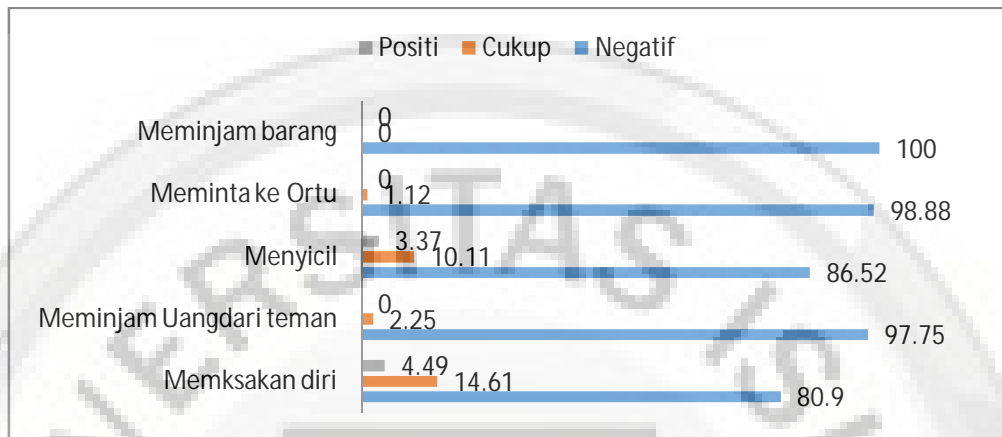 Positi Cukup Negatif
0
Meminjam barang 0
100
0
Meminta ke Ortu 1.12
98.88
3.37
Menyicil 10.11
86.52
0
Meminjam Uangdari teman 2.25
97.75
4.49
Memksakan diri 14.61
80.9
ERSITAS IS